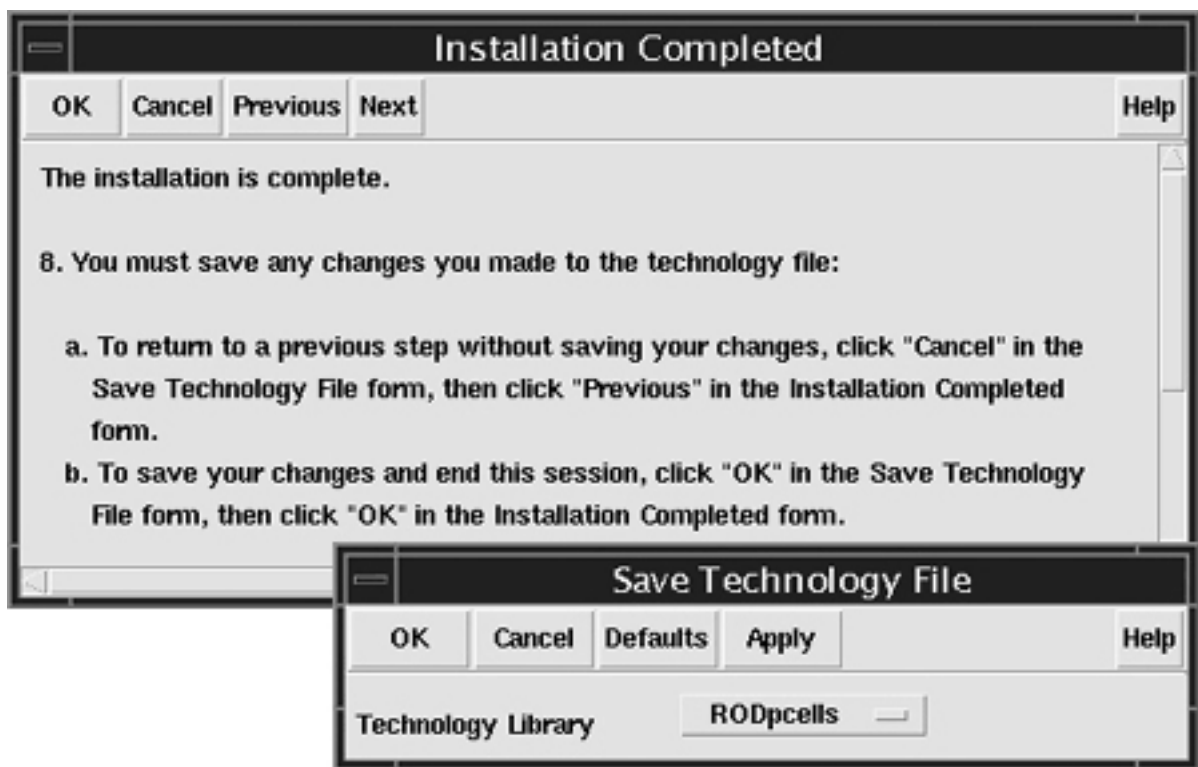 Installation Completed
OK Cancel Previous Next Help
The installation is complete.
8. You must save any changes you made to the technology file:
a. To return to a previous step without saving your changes, click "Cancel" in the
Save Technology File form, then click "Previous" in the Installation Completed
form.
b. To save your changes and end this session, click "OK" in the Save Technology
File form, then click "OK" in the Installation Completed form.
Save Technology File
OK Cancel Defaults Apply Help
Technology Library RODpcells